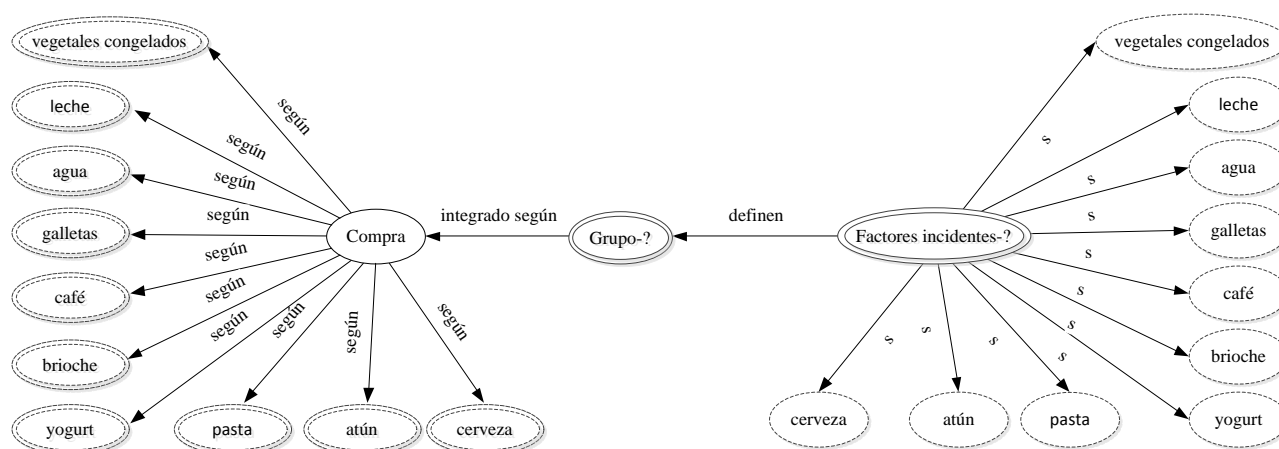 vegetales congelados
vegetales congelados
leche
leche
según
según
s
agua
agua
según
s
integrado según
definen
galletas
según
Compra
Grupo-?
Factores incidentes-?
s
galletas
café
según
s
café
brioche
según
según
según
según
según
s
s
s
s
s
s
brioche
yogurt
pasta
atún
cerveza
cerveza
atún
pasta
yogurt